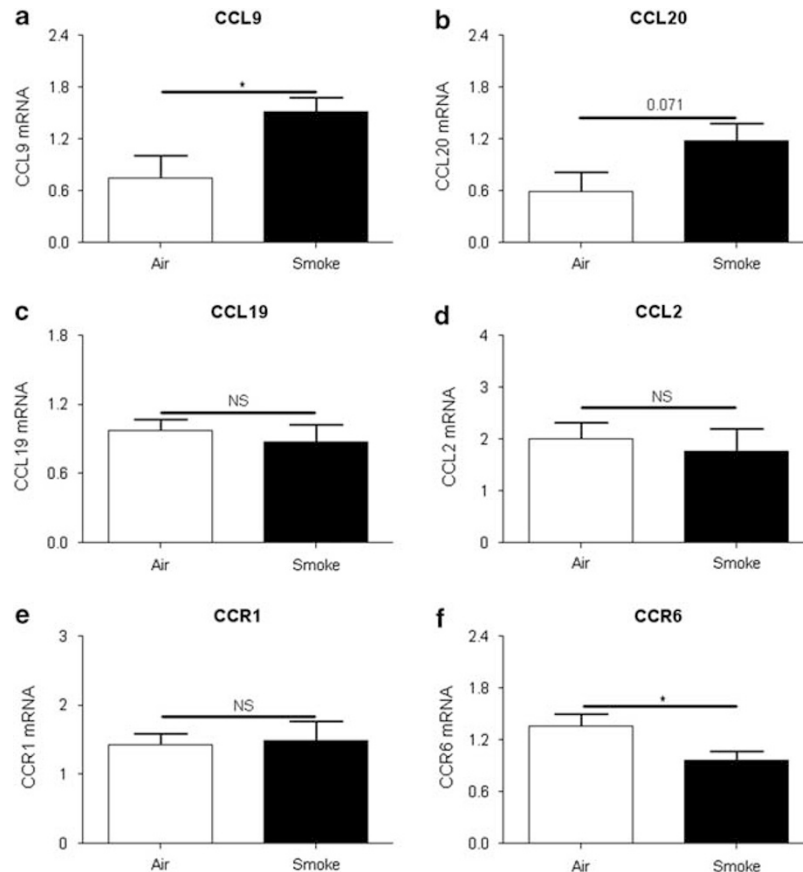 a
CCL9
CCL9 mRNA
2.4
1.8
1.2
0.6
0.0
*
Air
Smoke
b
CCL20
CCL20 mRNA
2.4
1.8
1.2
0.6
0.0
0.071
Air
Smoke
c
CCL19
CCL19 mRNA
1.8
1.2
0.6
0.0
NS
Air
Smoke
d
CCL2
CCL2 mRNA
4
3
2
1
0
NS
Air
Smoke
e
CCR1
CCR1 mRNA
3
2
1
0
NS
Air
Smoke
f
CCR6
CCR6 mRNA
2.4
1.8
1.2
0.6
0.0
*
Air
Smoke